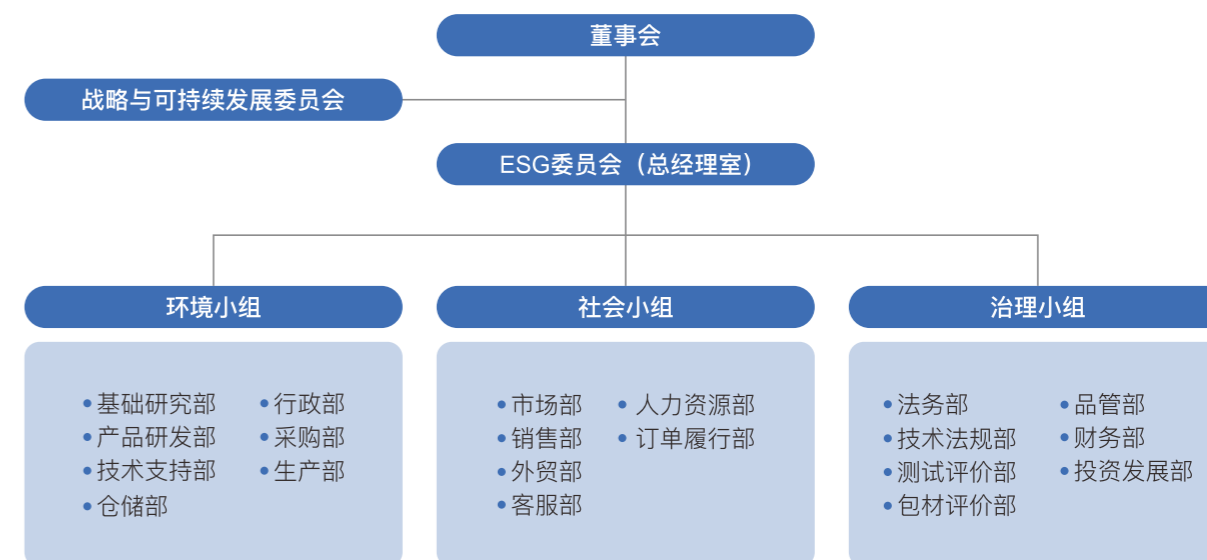 董事会
战略与可持续发展委员会
ESG委员会（总经理室）
环境小组
• 基础研究部
• 产品研发部
• 技术支持部
• 仓储部
• 行政部
• 采购部
• 生产部
社会小组
• 市场部
• 销售部
• 外贸部
• 客服部
• 人力资源部
• 订单履行部
治理小组
• 法务部
• 技术法规部
• 测试评价部
• 包材评价部
• 品管部
• 财务部
• 投资发展部